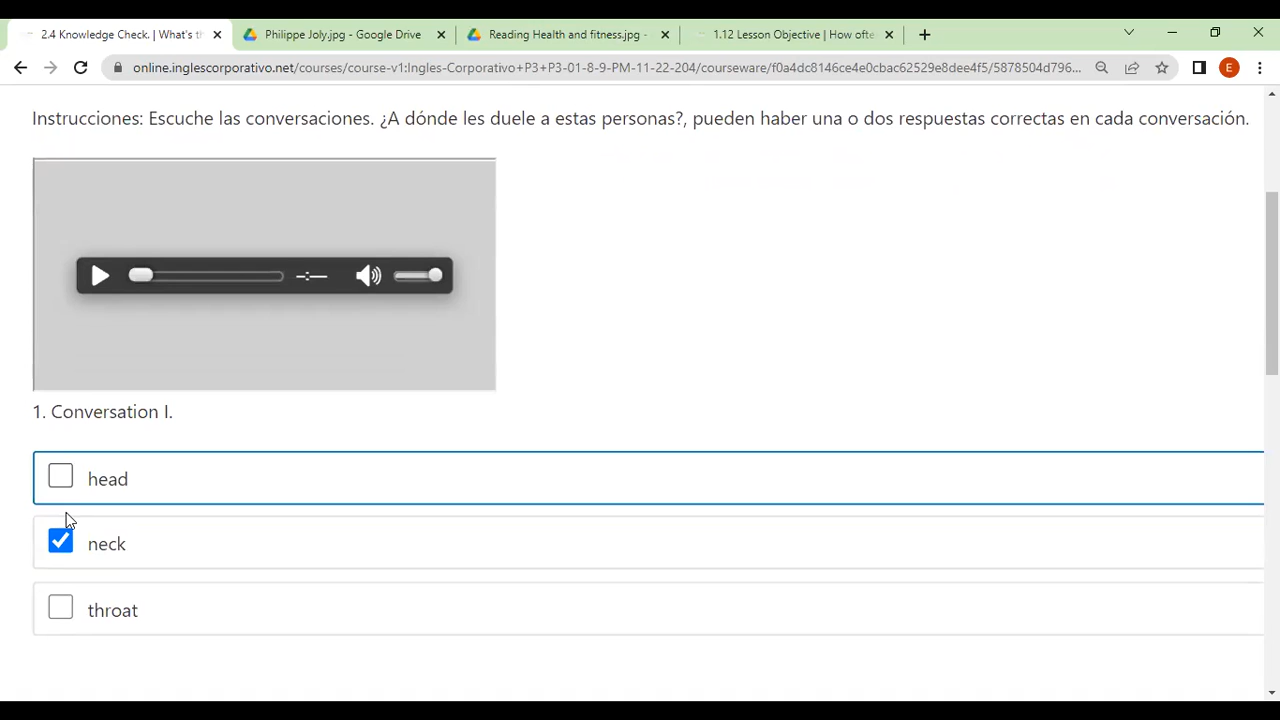 2.4 Knowledge Check. | What's th
Philippe Joly.jpg - Google Drive
Reading Health and fitness.jpg -
1.12 Lesson Objective | How ofte
online.inglescorporativo.net/courses/course-v1:Ingles-Corporativo+P3+P3-01-8-9-PM-11-22-204/courseware/f0a4dc8146ce4e0cbac62529e8dee4f5/5878504d796...
E
Instrucciones: Escuche las conversaciones. ¿A dónde les duele a estas personas?, pueden haber una o dos respuestas correctas en cada conversación.
-:--
1. Conversation I.
head
neck
throat